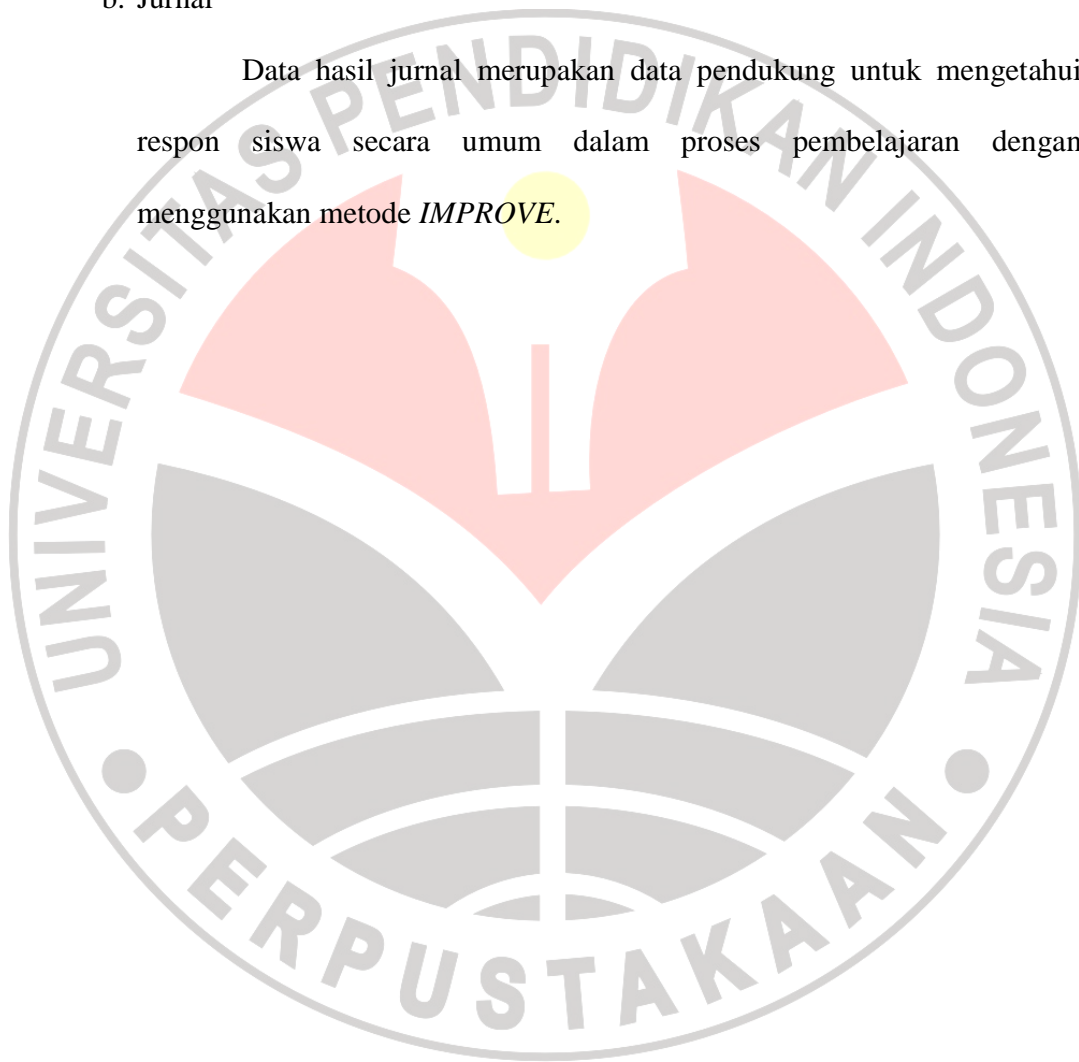 b. Jurnal
Data hasil jurnal merupakan data pendukung untuk mengetahui
respon siswa secara umum dalam proses pembelajaran dengan
menggunakan metode IMPROVE.
UNIVERSITAS PENDIDIKAN INDONESIA
PERPUSTAKAAN